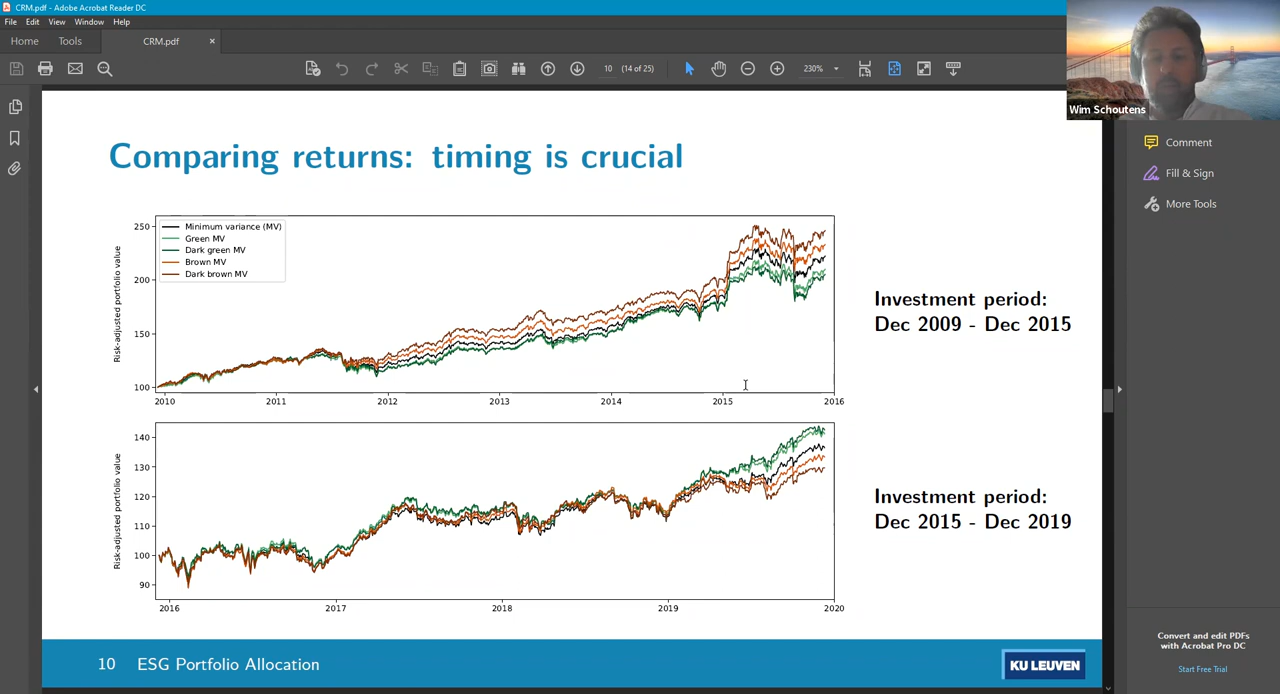 CRM.pdf - Adobe Acrobat Reader DC
File Edit View Window Help
Home Tools CRM.pdf ×
10 (14 of 25) 230%
Wim Schoutens
Comment
Fill & Sign
More Tools
Comparing returns: timing is crucial
Minimum variance (MV)
Green MV
Dark green MV
Brown MV
Dark brown MV
Risk-adjusted portfolio value
250
200
150
100
2010 2011 2012 2013 2014 2015 2016
Investment period:
Dec 2009 - Dec 2015
Risk-adjusted portfolio value
140
130
120
110
100
90
2016 2017 2018 2019 2020
Investment period:
Dec 2015 - Dec 2019
10 ESG Portfolio Allocation
KU LEUVEN
Convert and edit PDFs
with Acrobat Pro DC
Start Free Trial